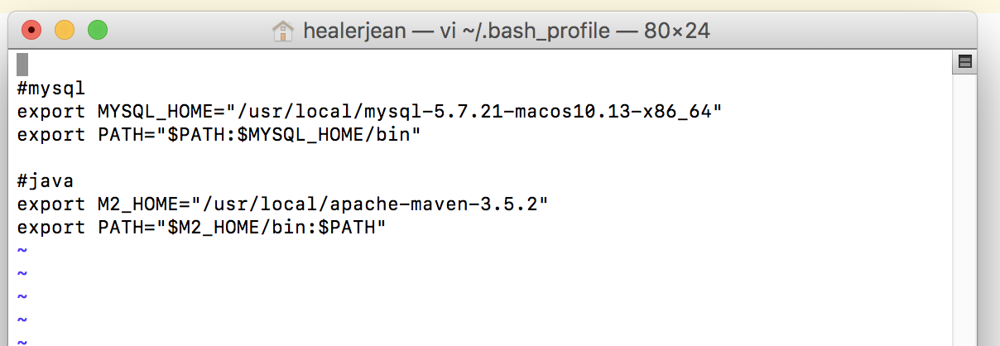 healerjean — vi ~/.bash_profile — 80×24
#mysql
export MYSQL_HOME="/usr/local/mysql-5.7.21-macos10.13-x86_64"
export PATH="$PATH:$MYSQL_HOME/bin"
#java
export M2_HOME="/usr/local/apache-maven-3.5.2"
export PATH="$M2_HOME/bin:$PATH"
~
~
~
~
~